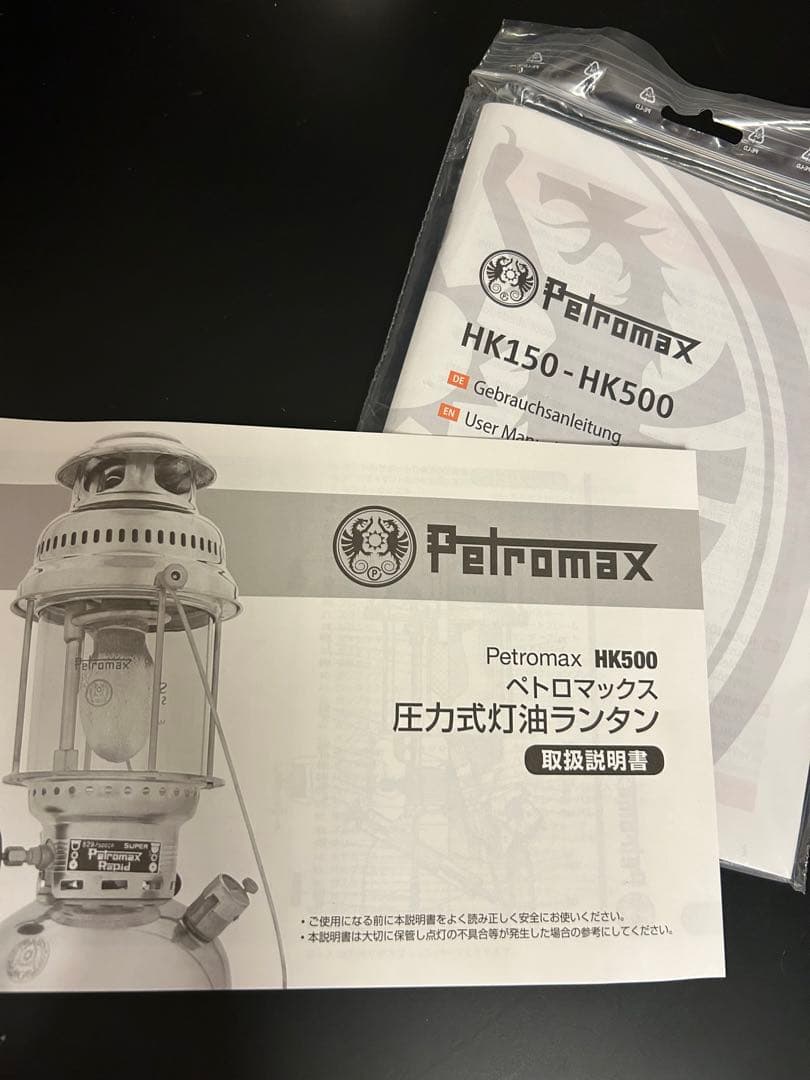 Petromax
HK150 - HK500
DE Gebrauchsanleitung
EN User
Petromax
Petromax HK500
ペトロマックス
圧力式灯油ランタン
取扱説明書
Petromax
829/500CP SUPER
Petromax
Rapid
・ご使用になる前に本説明書をよく読み正しく安全にお使いください。
・本説明書は大切に保管し点灯の不具合等が発生した場合の参考にしてください。